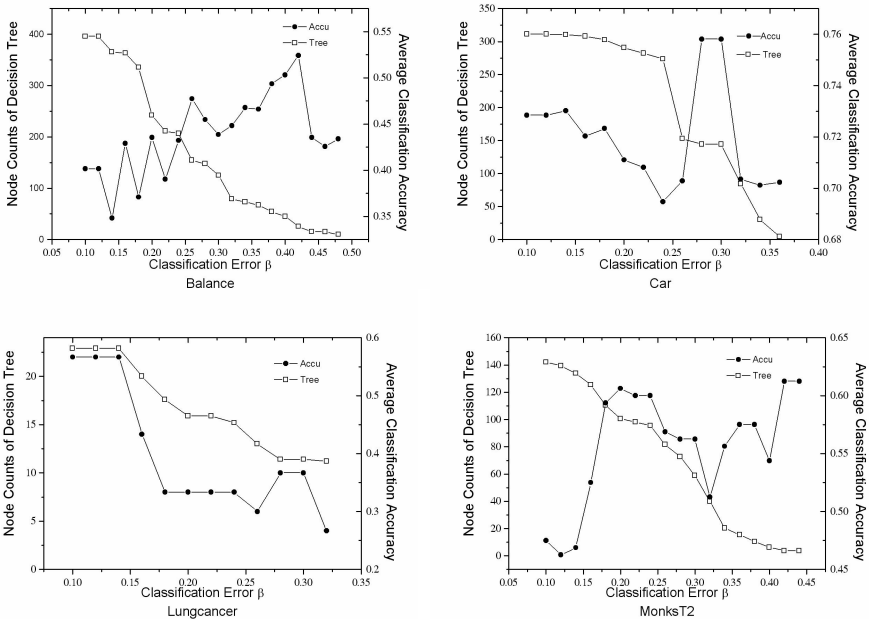 Node Counts of Decision Tree
400
300
200
100
0
Accu
Tree
0.55
0.50
0.45
0.40
0.35
Average Classification Accuracy
0.05 0.10 0.15 0.20 0.25 0.30 0.35 0.40 0.45 0.50
Classification Error β
Balance
Node Counts of Decision Tree
350
300
250
200
150
100
50
0
Accu
Tree
0.76
0.74
0.72
0.70
0.68
Average Classification Accuracy
0.10 0.15 0.20 0.25 0.30 0.35 0.40
Classification Error β
Car
Node Counts of Decision Tree
20
15
10
5
0
Accu
Tree
0.6
0.5
0.4
0.3
0.2
Average Classification Accuracy
0.10 0.15 0.20 0.25 0.30 0.35
Classification Error β
Lungcancer
Node Counts of Decision Tree
160
140
120
100
80
60
40
20
0
Accu
Tree
0.65
0.60
0.55
0.50
0.45
Average Classification Accuracy
0.05 0.10 0.15 0.20 0.25 0.30 0.35 0.40 0.45
Classification Error β
MonksT2